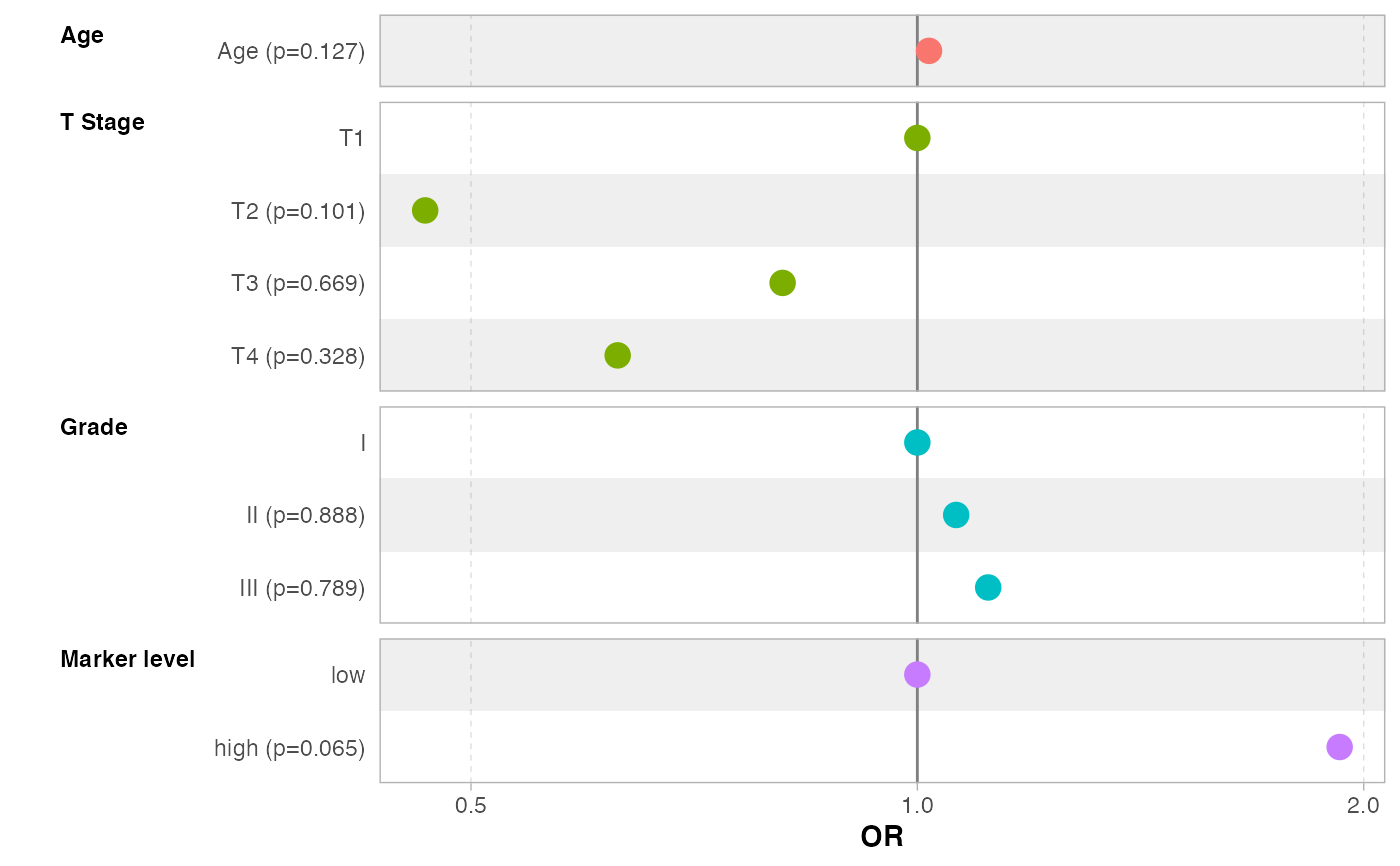 Age
Age (p=0.127)
T Stage
T1
T2 (p=0.101)
T3 (p=0.669)
T4 (p=0.328)
Grade
I
II (p=0.888)
III (p=0.789)
Marker level
low
high (p=0.065)
0.5 1.0 2.0
OR